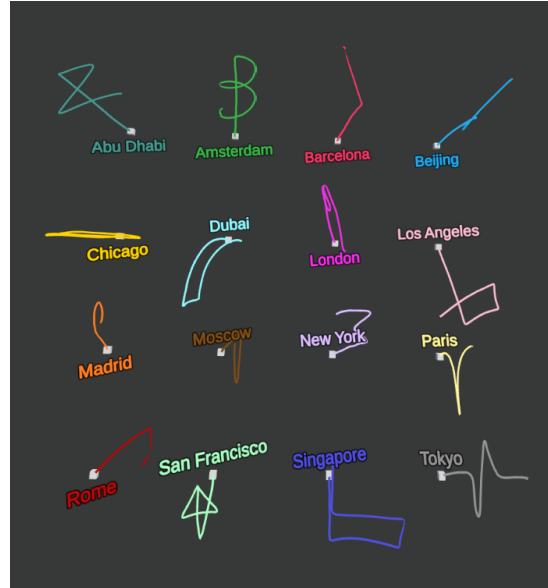 Abu Dhabi
Amsterdam
Barcelona
Beijing
Chicago
Dubai
London
Los Angeles
Madrid
Moscow
New York
Paris
Rome
San Francisco
Singapore
Tokyo